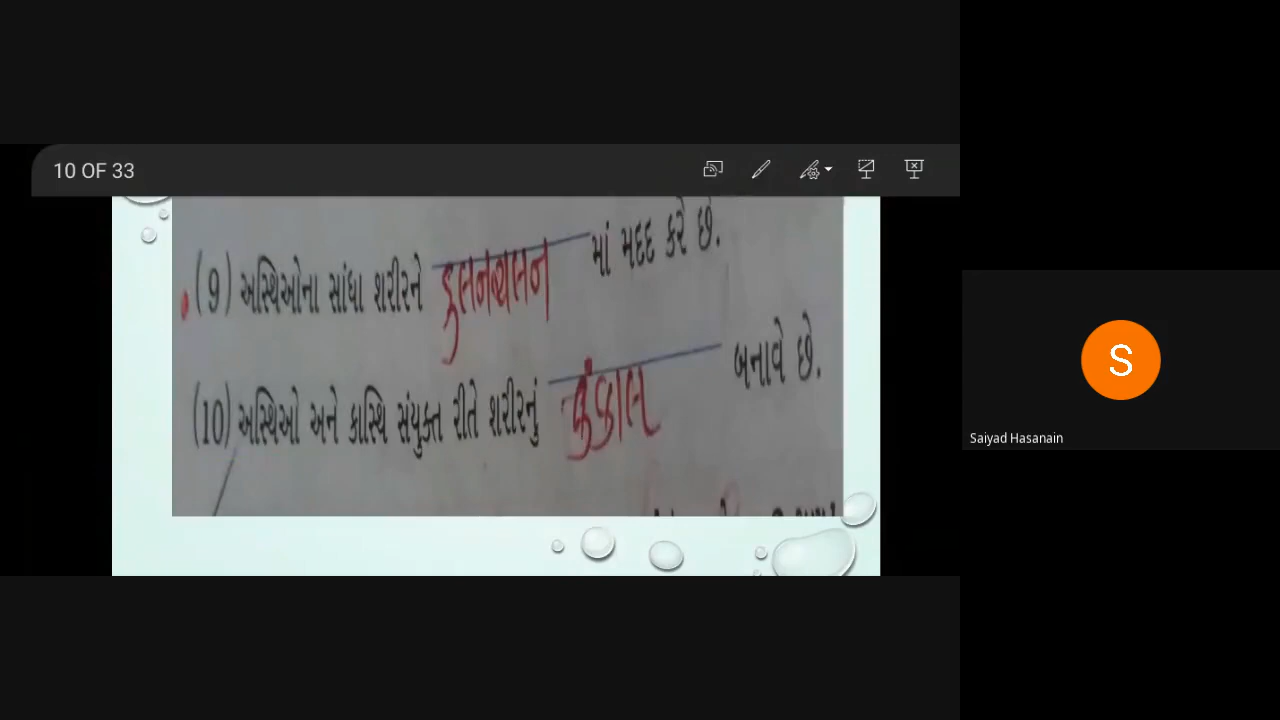 10 OF 33
(9) અસ્થિઓના સાંધા શરીરને હલનચલન માં મદદ કરે છે.
(10) અસ્થિઓ અને કાસ્થિ સંયુક્ત રીતે શરીરનું કંકાલ બનાવે છે.
S
Saiyad Hasanain